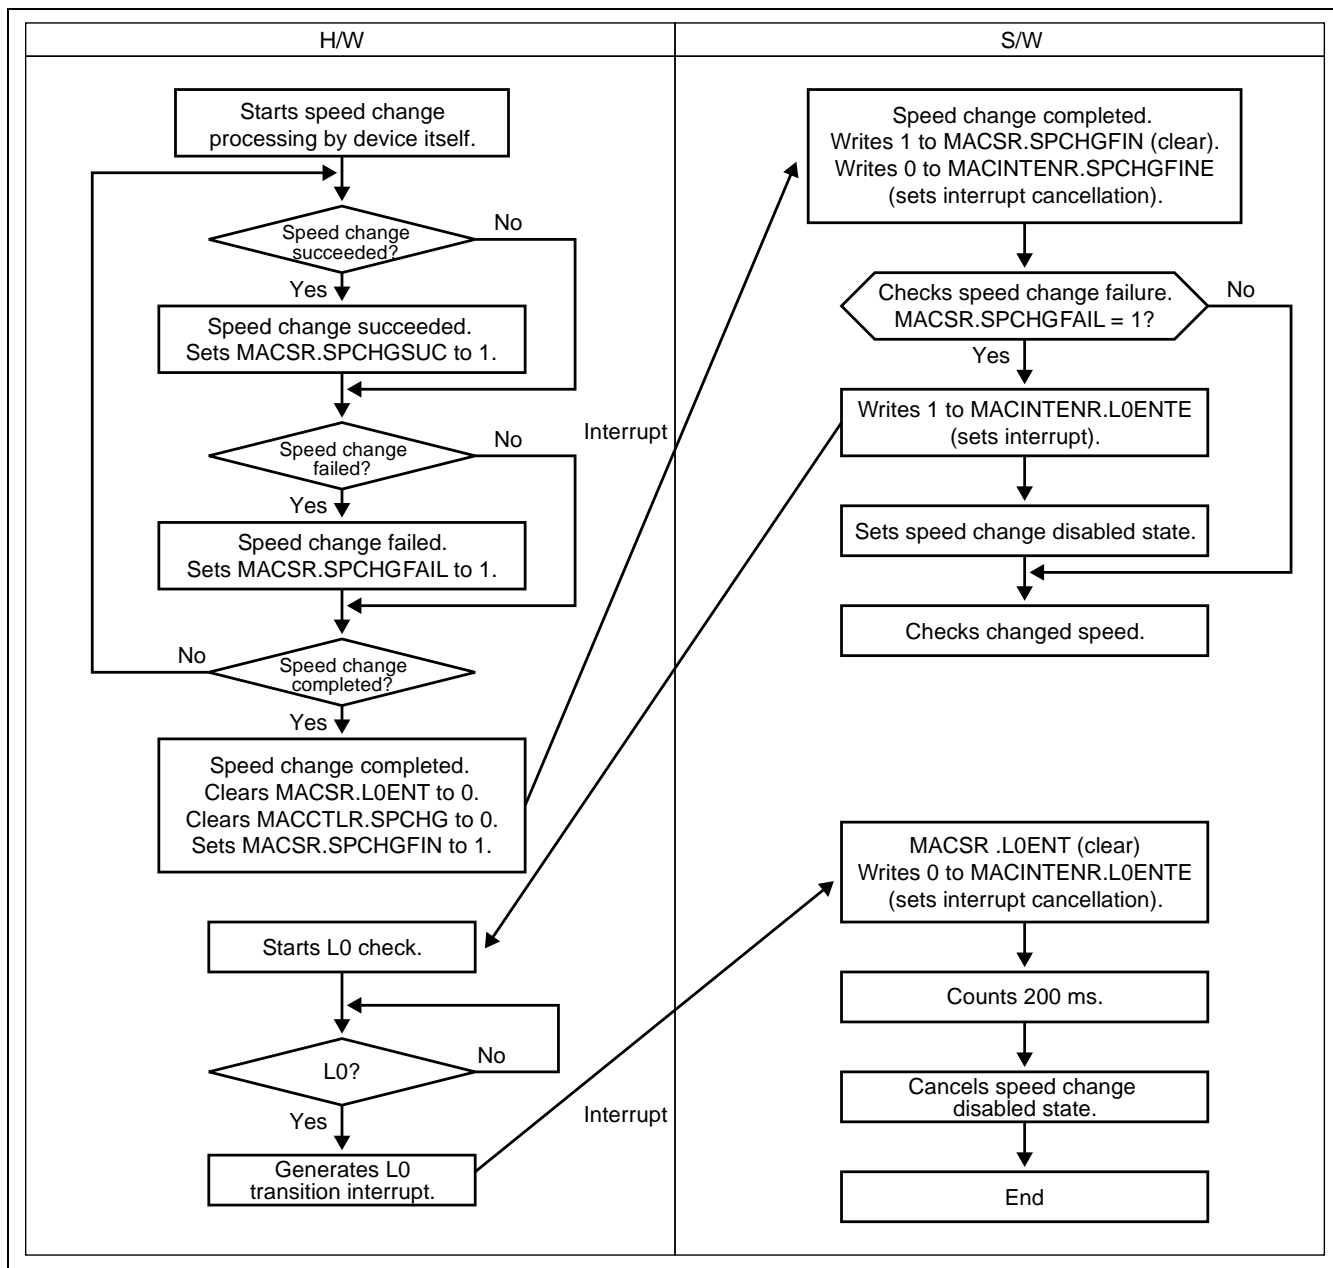 H/W
S/W
Starts speed change
processing by device itself.
Speed change
succeeded?
No
Yes
Speed change succeeded.
Sets MACSR.SPCHGSUC to 1.
Speed change
failed?
No
Yes
Speed change failed.
Sets MACSR.SPCHGFAIL to 1.
Speed change
completed?
No
Yes
Speed change completed.
Clears MACSR.L0ENT to 0.
Clears MACCTLR.SPCHG to 0.
Sets MACSR.SPCHGFIN to 1.
Interrupt
Starts L0 check.
L0?
No
Yes
Generates L0
transition interrupt.
Interrupt
Speed change completed.
Writes 1 to MACSR.SPCHGFIN (clear).
Writes 0 to MACINTENR.SPCHGFINE
(sets interrupt cancellation).
Checks speed change failure.
MACSR.SPCHGFAIL = 1?
No
Yes
Writes 1 to MACINTENR.L0ENTE
(sets interrupt).
Sets speed change disabled state.
Checks changed speed.
MACSR .L0ENT (clear)
Writes 0 to MACINTENR.L0ENTE
(sets interrupt cancellation).
Counts 200 ms.
Cancels speed change
disabled state.
End